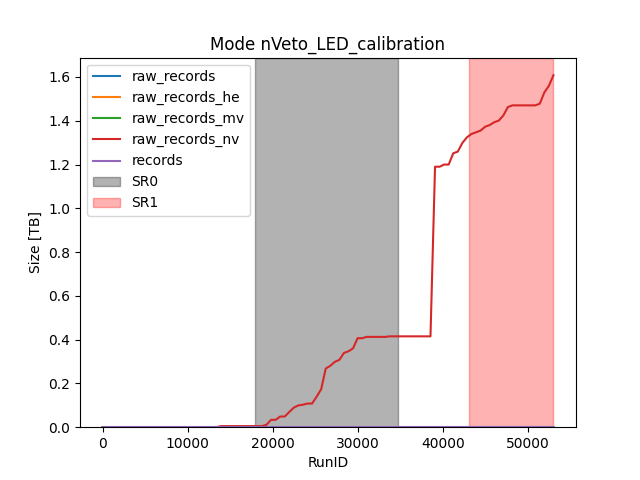 Mode nVeto_LED_calibration
raw_records
raw_records_he
raw_records_mv
raw_records_nv
records
SR0
SR1
Size [TB]
1.6
1.4
1.2
1.0
0.8
0.6
0.4
0.2
0.0
0 10000 20000 30000 40000 50000
RunID